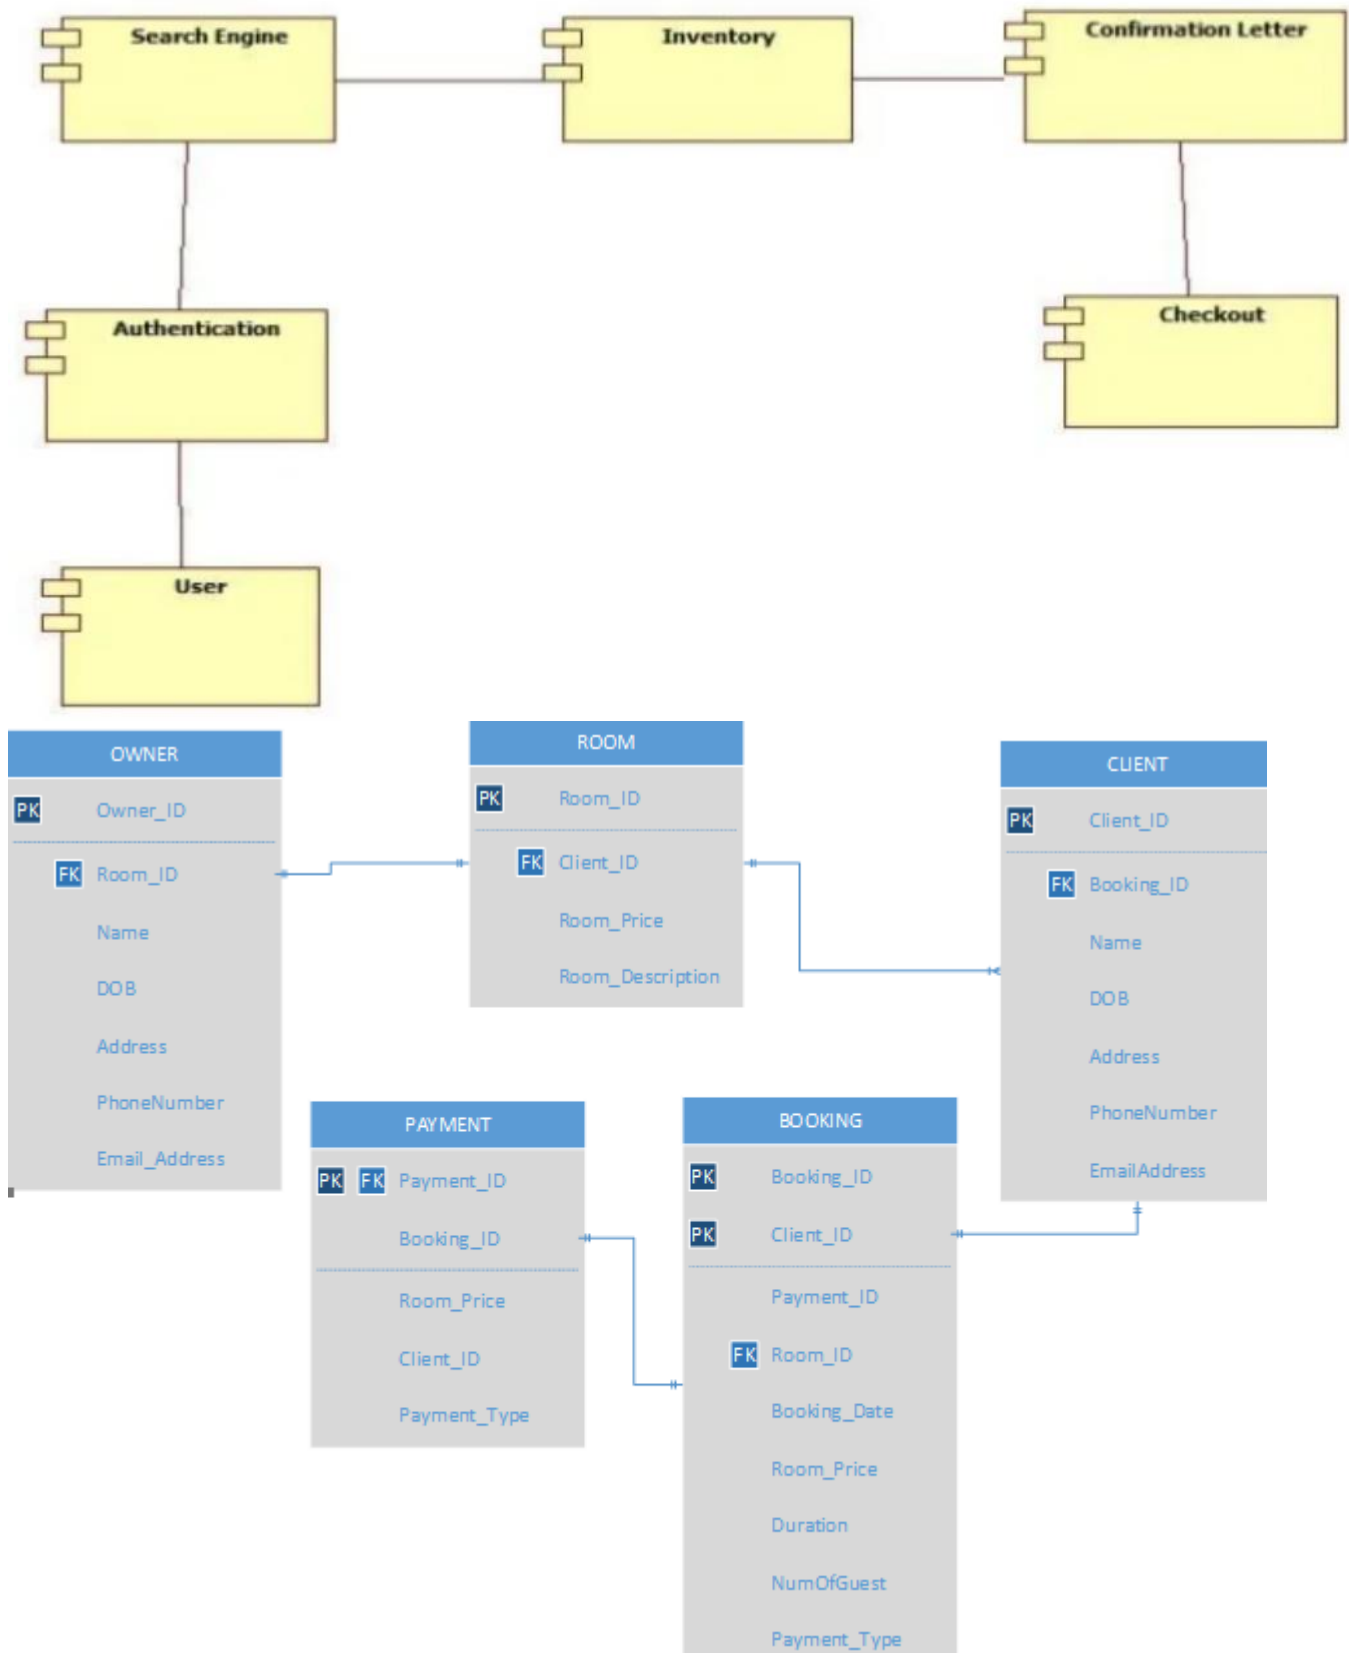 Search Engine
Inventory
Confirmation Letter
Authentication
Checkout
User
OWNER
PK Owner_ID
FK Room_ID
Name
DOB
Address
PhoneNumber
Email_Address
ROOM
PK Room_ID
FK Client_ID
Room_Price
Room_Description
CLIENT
PK Client_ID
FK Booking_ID
Name
DOB
Address
PhoneNumber
EmailAddress
PAYMENT
PK FK Payment_ID
Booking_ID
Room_Price
Client_ID
Payment_Type
BOOKING
PK Booking_ID
PK Client_ID
Payment_ID
FK Room_ID
Booking_Date
Room_Price
Duration
NumOfGuest
Payment_Type